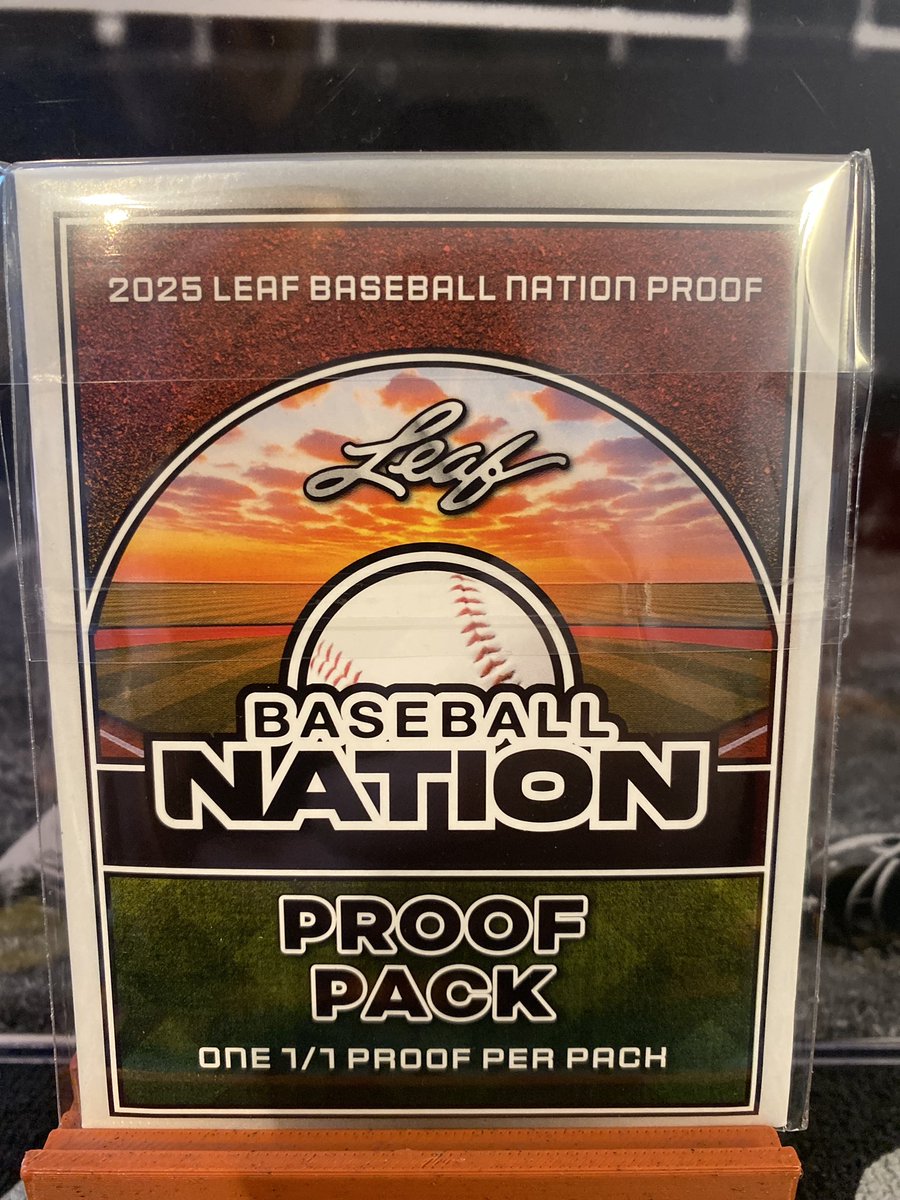 2025 LEAF BASEBALL NATION PROOF
Leaf
BASEBALL
NATION
PROOF
PACK
ONE 1/1 PROOF PER PACK